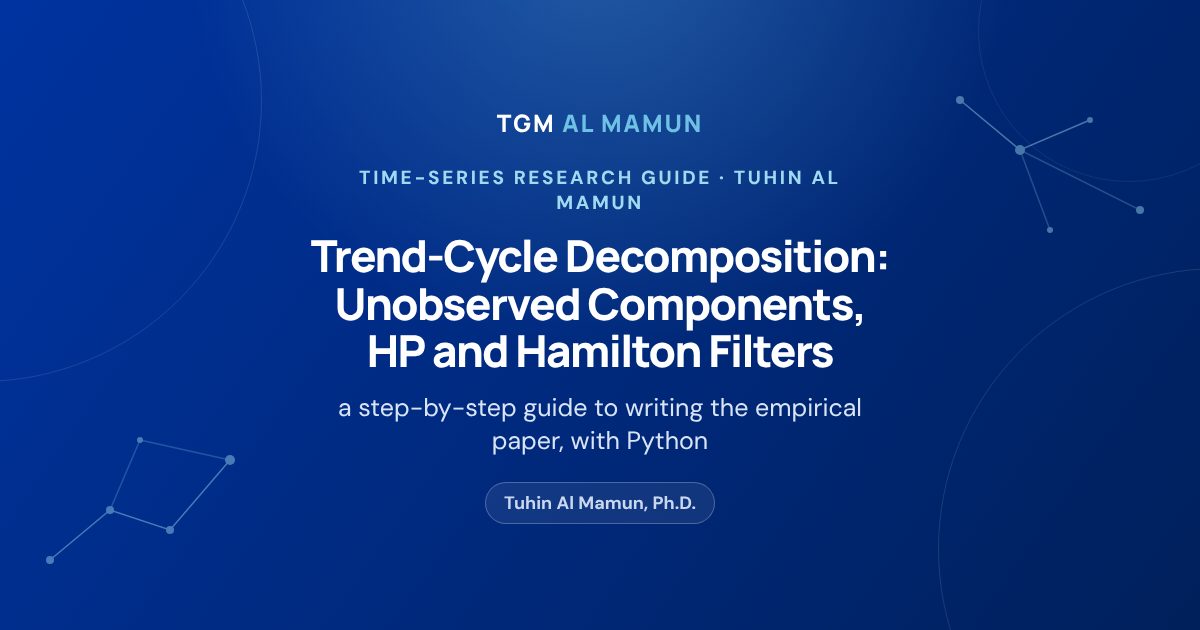 TGM AL MAMUN
TIME-SERIES RESEARCH GUIDE · TUHIN AL
MAMUN
Trend-Cycle Decomposition:
Unobserved Components,
HP and Hamilton Filters
a step-by-step guide to writing the empirical
paper, with Python
Tuhin Al Mamun, Ph.D.